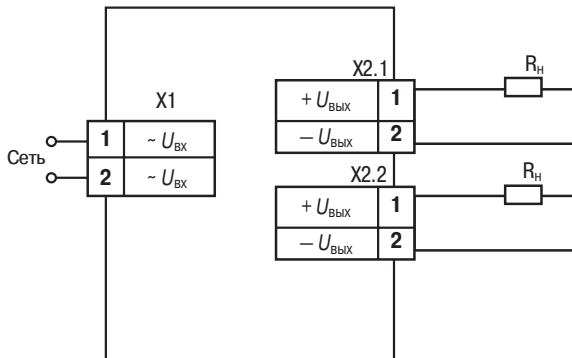 X2.1
Rн
X1
+ Uвых 1
1 ~ Uвх
– Uвых 2
Сеть
2 ~ Uвх
X2.2
Rн
+ Uвых 1
– Uвых 2